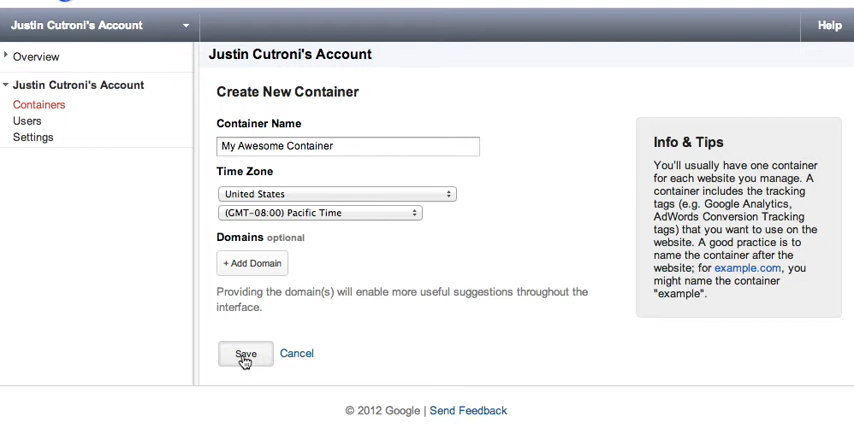 Justin Cutroni's Account
Help
Overview
Justin Cutroni's Account
Containers
Users
Settings
Justin Cutroni's Account
Create New Container
Container Name
My Awesome Container
Time Zone
United States
(GMT-08:00) Pacific Time
Domains optional
+ Add Domain
Providing the domain(s) will enable more useful suggestions throughout the
interface.
Save
Cancel
Info & Tips
You'll usually have one container
for each website you manage. A
container includes the tracking
tags (e.g. Google Analytics,
AdWords Conversion Tracking
tags) that you want to use on the
website. A good practice is to
name the container after the
website; for example.com, you
might name the container
"example".
© 2012 Google | Send Feedback